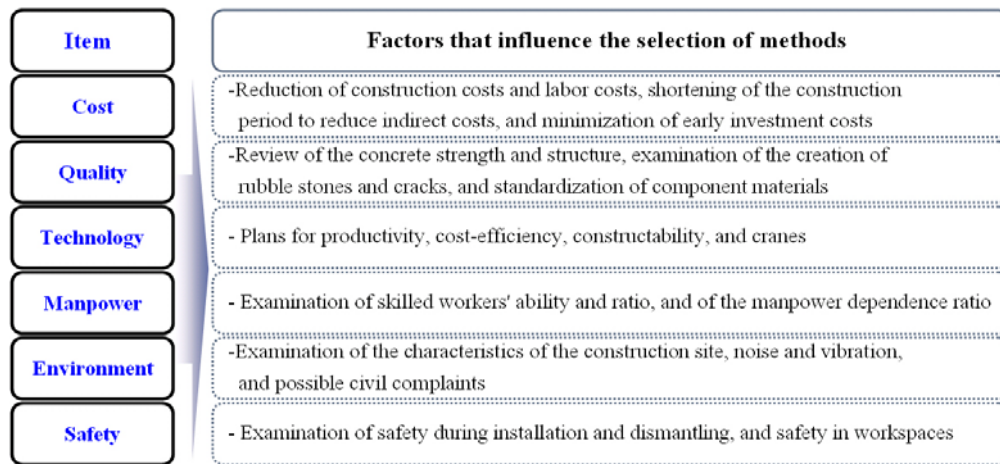 Item
Factors that influence the selection of methods
Cost
-Reduction of construction costs and labor costs, shortening of the construction
period to reduce indirect costs, and minimization of early investment costs
Quality
-Review of the concrete strength and structure, examination of the creation of
rubble stones and cracks, and standardization of component materials
Technology
- Plans for productivity, cost-efficiency, constructability, and cranes
Manpower
- Examination of skilled workers' ability and ratio, and of the manpower dependence ratio
Environment
-Examination of the characteristics of the construction site, noise and vibration,
and possible civil complaints
Safety
- Examination of safety during installation and dismantling, and safety in workspaces